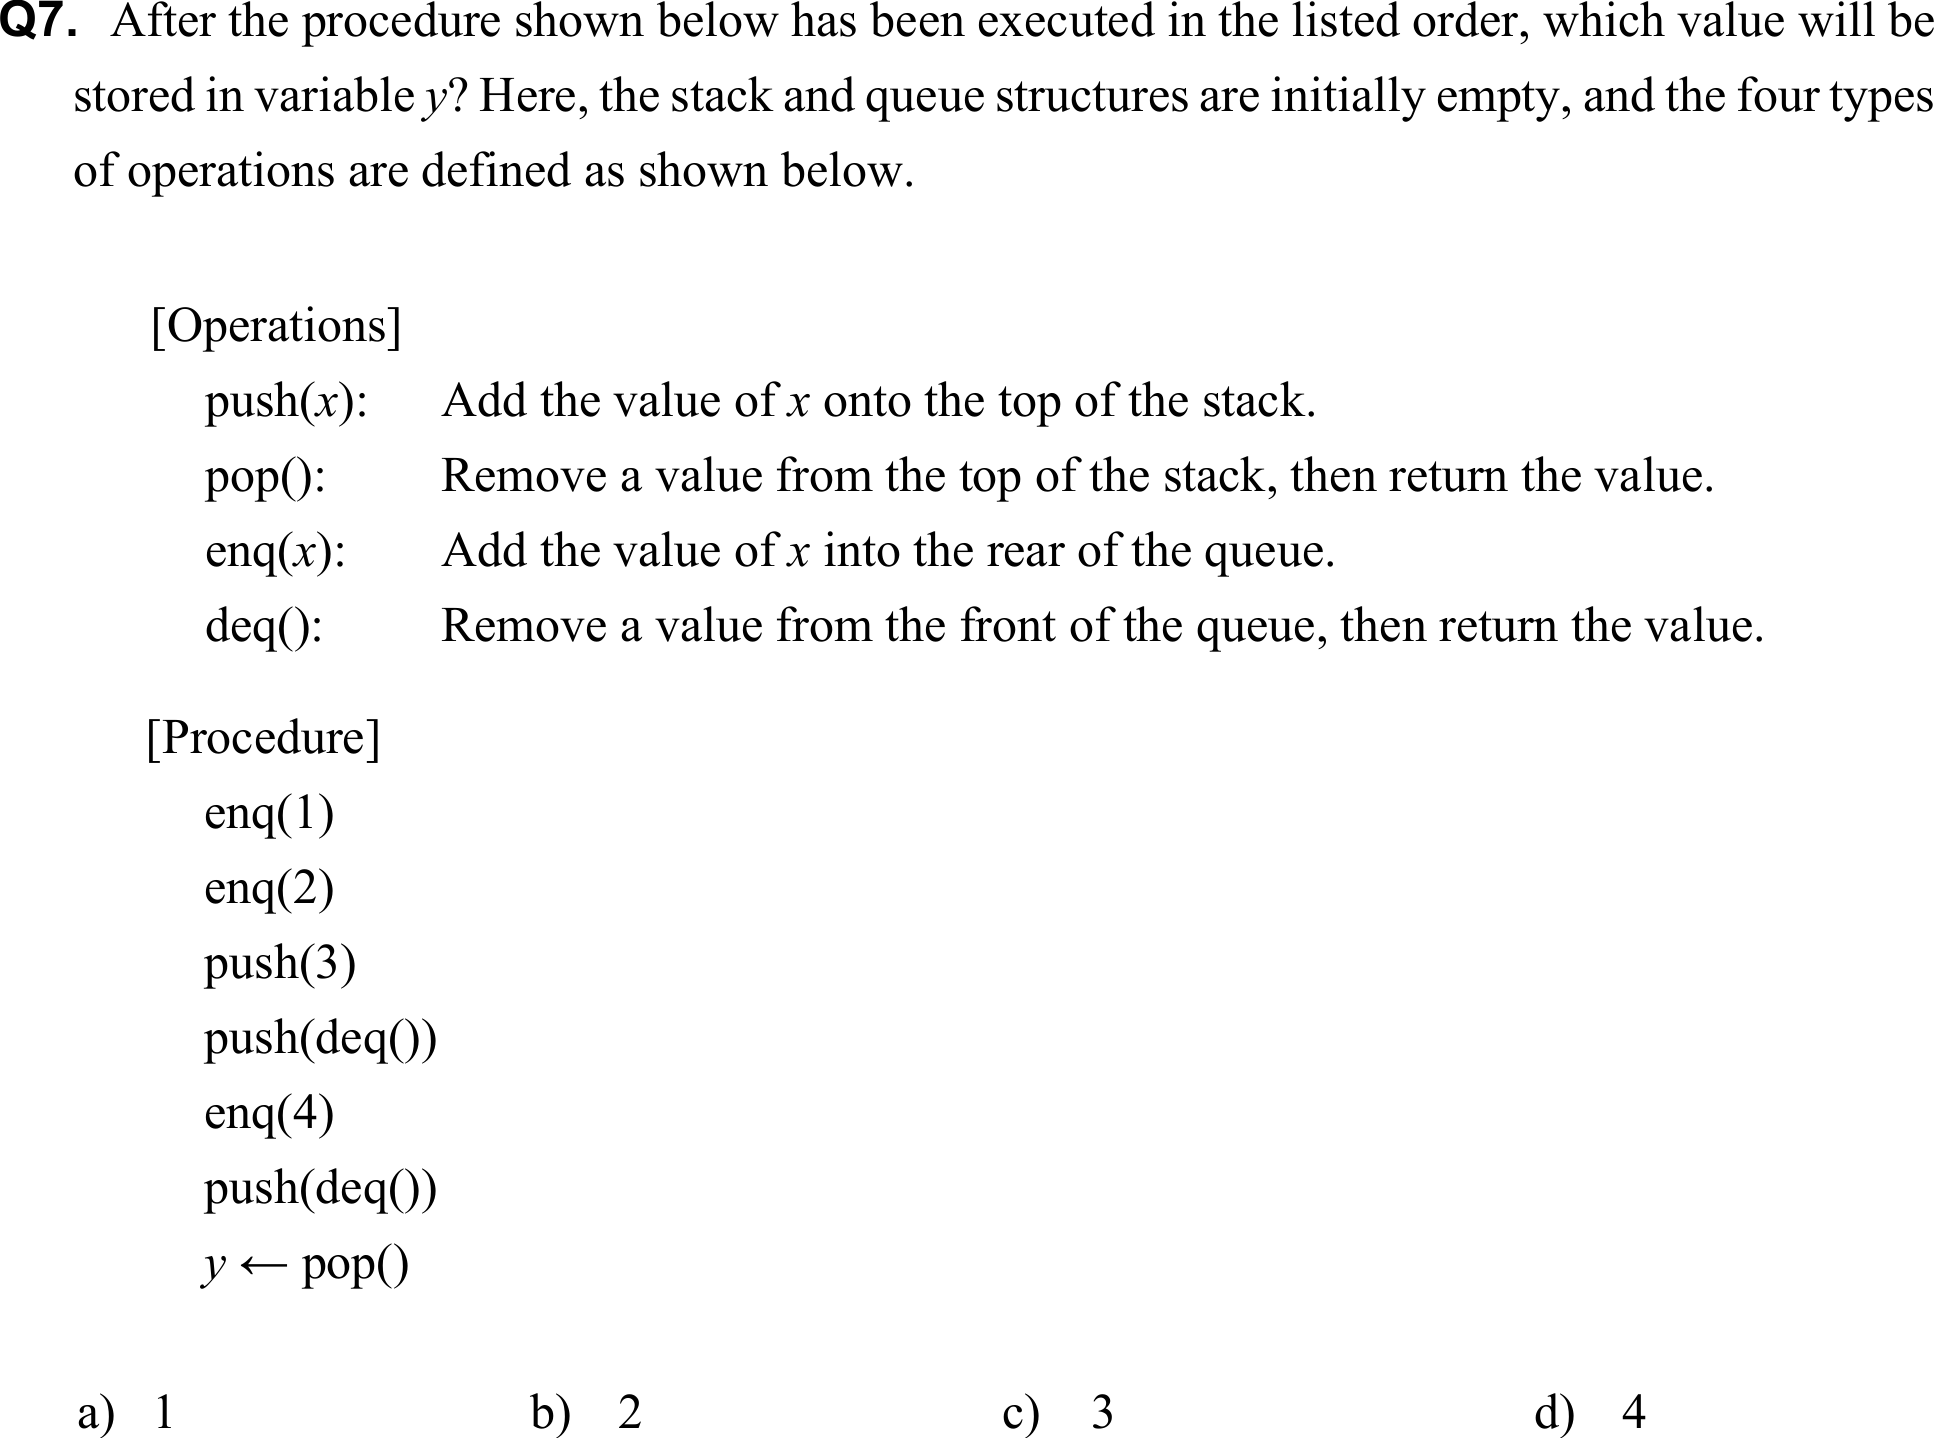 Q7. After the procedure shown below has been executed in the listed order, which value will be
stored in variable y? Here, the stack and queue structures are initially empty, and the four types
of operations are defined as shown below.
[Operations]
push(x): Add the value of x onto the top of the stack.
pop(): Remove a value from the top of the stack, then return the value.
enq(x): Add the value of x into the rear of the queue.
deq(): Remove a value from the front of the queue, then return the value.
[Procedure]
enq(1)
enq(2)
push(3)
push(deq())
enq(4)
push(deq())
y ← pop()
a) 1 b) 2 c) 3 d) 4